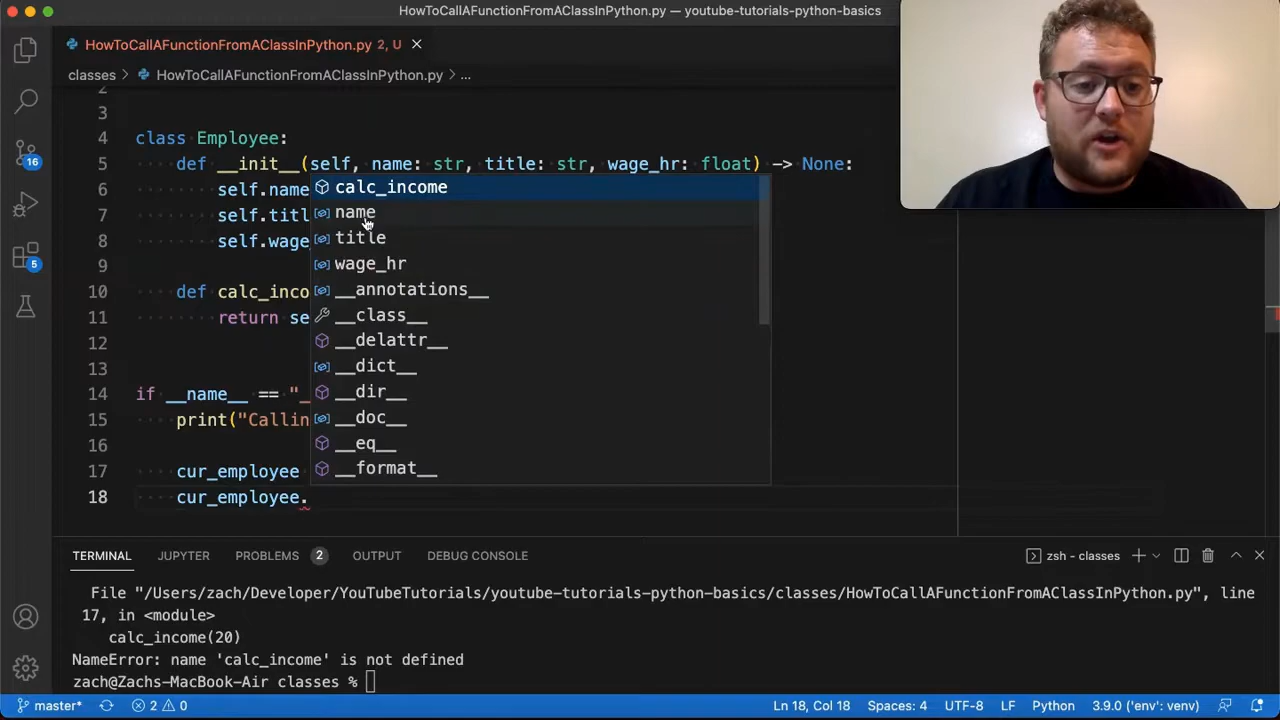 HowToCallAFunctionFromAClassInPython.py — youtube-tutorials-python-basics
HowToCallAFunctionFromAClassInPython.py 2, U
classes > HowToCallAFunctionFromAClassInPython.py > ...
2
3
4 class Employee:
5 def __init__(self, name: str, title: str, wage_hr: float) -> None:
6 self.name
7 self.titl
8 self.wage
9
10 def calc_inco
11 return se
12
13
14 if __name__ == "_
15 print("Callin
16
17 cur_employee
18 cur_employee.
calc_income
name
title
wage_hr
__annotations__
__class__
__delattr__
__dict__
__dir__
__doc__
__eq__
__format__
16
5
TERMINAL JUPYTER PROBLEMS 2 OUTPUT DEBUG CONSOLE zsh - classes
File "/Users/zach/Developer/YouTubeTutorials/youtube-tutorials-python-basics/classes/HowToCallAFunctionFromAClassInPython.py", line
17, in <module>
calc_income(20)
NameError: name 'calc_income' is not defined
zach@Zachs-MacBook-Air classes %
master* 2 0 Ln 18, Col 18 Spaces: 4 UTF-8 LF Python 3.9.0 ('env': venv)